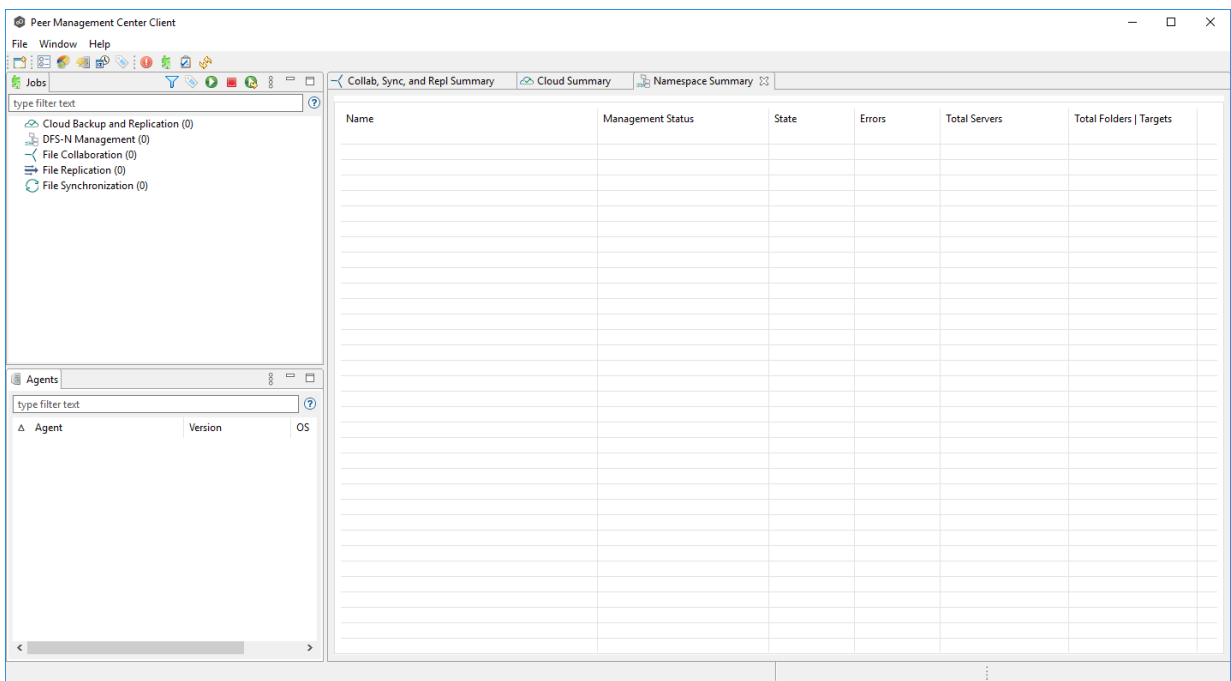 Peer Management Center Client
File Window Help
Jobs
type filter text
Cloud Backup and Replication (0)
DFS-N Management (0)
File Collaboration (0)
File Replication (0)
File Synchronization (0)
Agents
type filter text
Agent Version OS
Collab, Sync, and Repl Summary Cloud Summary Namespace Summary
Name Management Status State Errors Total Servers Total Folders | Targets